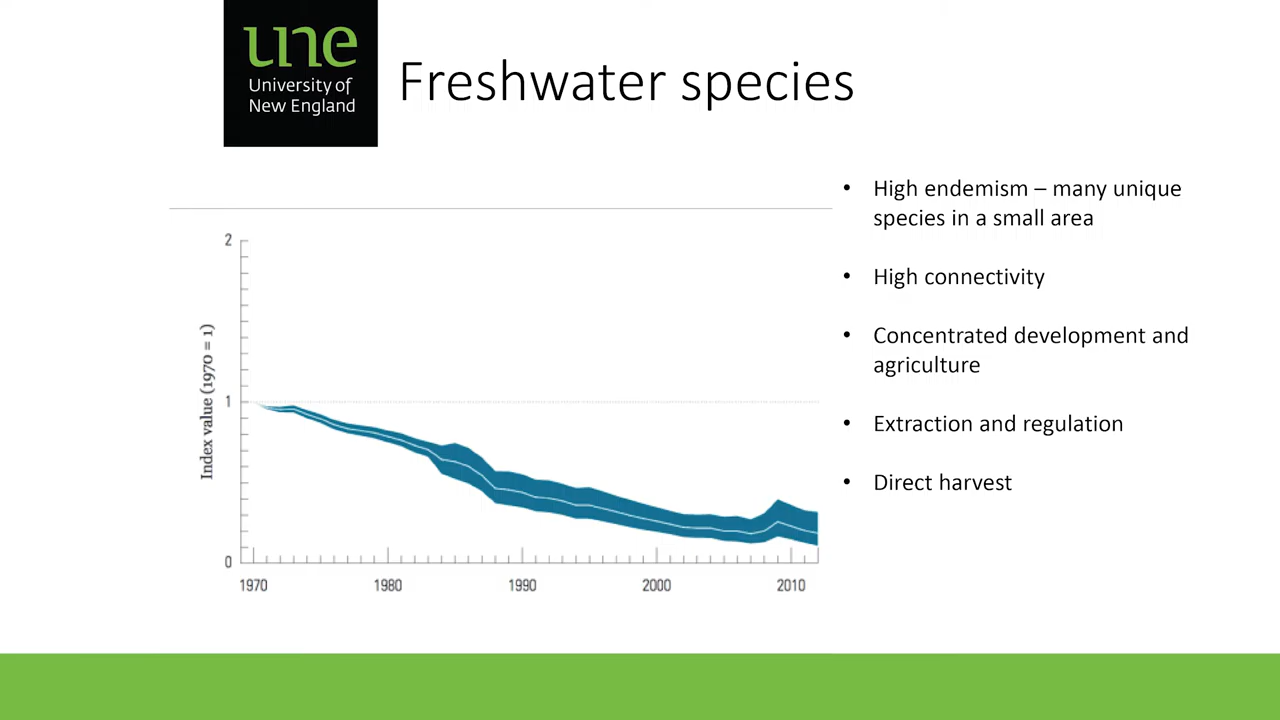 une
University of
New England
Freshwater species
• High endemism – many unique
species in a small area
• High connectivity
• Concentrated development and
agriculture
• Extraction and regulation
• Direct harvest
Index value (1970 = 1)
2
1
0
1970 1980 1990 2000 2010